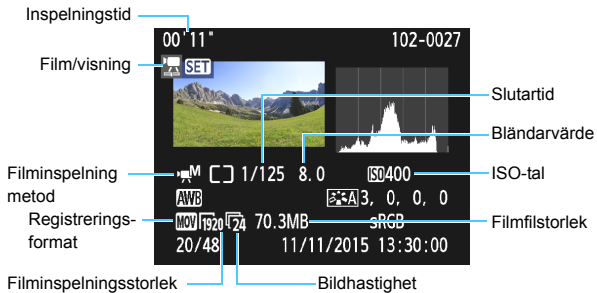 Inspelningstid
00'11" 102-0027
Film/visning
SET
Slutartid
Bländarvärde
Filminspelning
metod
M 1/125 8.0 ISO400
ISO-tal
AWB A 3, 0, 0, 0
Registrerings-
format
MOV 1920 24 70.3MB sRGB
Filmfilstorlek
20/48 11/11/2015 13:30:00
Filminspelningsstorlek
Bildhastighet